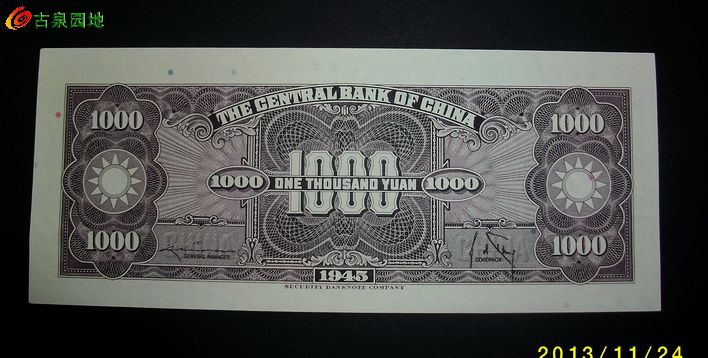 古泉园地
THE CENTRAL BANK OF CHINA
1000 1000
1000 1000 1000
ONE THOUSAND YUAN
1000 1000
GENERAL MANAGER GOVERNOR
1945
SECURITY BANKNOTE COMPANY
2013/11/24